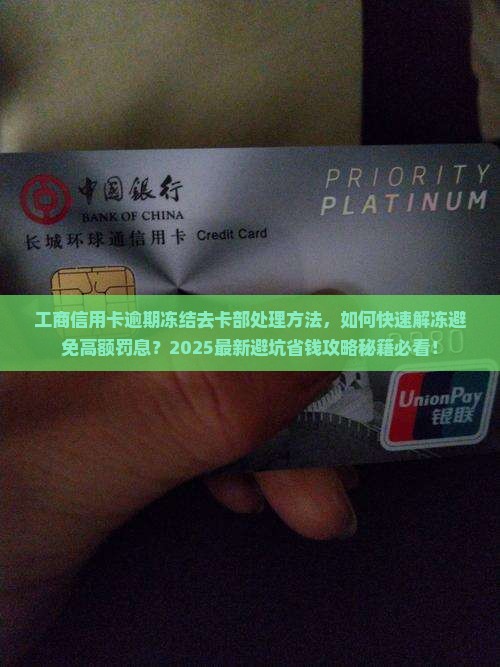 PRIORITY
PLATINUM
中國銀行
BANK OF CHINA
长城环球通信用卡 Credit Card
工商信用卡逾期冻结去卡部处理方法，如何快速解冻避
免高额罚息？2025最新避坑省钱攻略秘籍必看！
UnionPay
银联